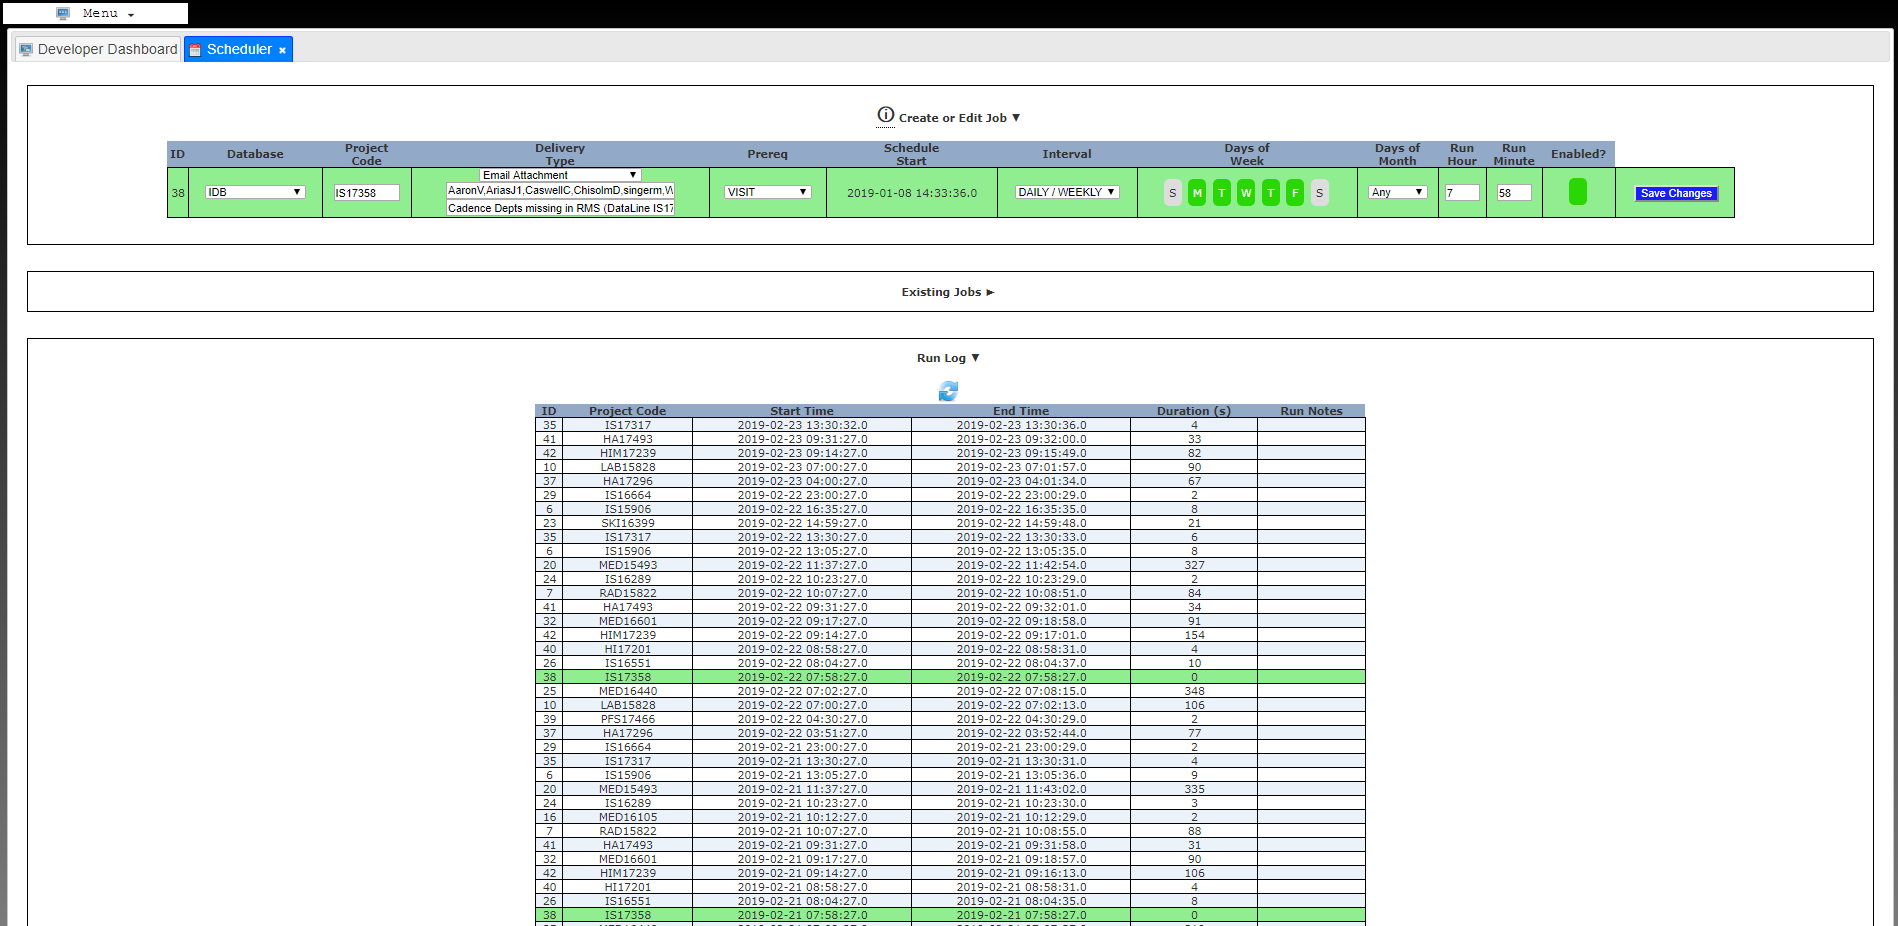 Menu
Developer Dashboard Scheduler ×
Create or Edit Job ▼
ID Database Project Code Delivery Type Prereq Schedule Start Interval Days of Week Days of Month Run Hour Run Minute Enabled?
Email Attachment
38 IDB IS17358 AaronV,AriasJ1,CaswellC,ChisolmD,singerm,W VISIT 2019-01-08 14:33:36.0 DAILY / WEEKLY S M T W T F S Any 7 58 Save Changes
Cadence Depts missing in RMS (DataLine IS17
Existing Jobs ►
Run Log ▼
ID Project Code Start Time End Time Duration (s) Run Notes
35 IS17317 2019-02-23 13:30:32.0 2019-02-23 13:30:36.0 4
41 HA17493 2019-02-23 09:31:27.0 2019-02-23 09:32:00.0 33
42 HIM17239 2019-02-23 09:14:27.0 2019-02-23 09:15:49.0 82
10 LAB15828 2019-02-23 07:00:27.0 2019-02-23 07:01:57.0 90
37 HA17296 2019-02-23 04:00:27.0 2019-02-23 04:01:34.0 67
29 IS16664 2019-02-22 23:00:27.0 2019-02-22 23:00:29.0 2
6 IS15906 2019-02-22 16:35:27.0 2019-02-22 16:35:35.0 8
23 SKI16399 2019-02-22 14:59:27.0 2019-02-22 14:59:48.0 21
35 IS17317 2019-02-22 13:30:27.0 2019-02-22 13:30:33.0 6
6 IS15906 2019-02-22 13:05:27.0 2019-02-22 13:05:35.0 8
20 MED15493 2019-02-22 11:37:27.0 2019-02-22 11:42:54.0 327
24 IS16289 2019-02-22 10:23:27.0 2019-02-22 10:23:29.0 2
7 RAD15822 2019-02-22 10:07:27.0 2019-02-22 10:08:51.0 84
41 HA17493 2019-02-22 09:31:27.0 2019-02-22 09:32:01.0 34
32 MED16601 2019-02-22 09:17:27.0 2019-02-22 09:18:58.0 91
42 HIM17239 2019-02-22 09:14:27.0 2019-02-22 09:17:01.0 154
40 HI17201 2019-02-22 08:58:27.0 2019-02-22 08:58:31.0 4
26 IS16551 2019-02-22 08:04:27.0 2019-02-22 08:04:37.0 10
38 IS17358 2019-02-22 07:58:27.0 2019-02-22 07:58:27.0 0
25 MED16440 2019-02-22 07:02:27.0 2019-02-22 07:08:15.0 348
10 LAB15828 2019-02-22 07:00:27.0 2019-02-22 07:02:13.0 106
39 PFS17466 2019-02-22 04:30:27.0 2019-02-22 04:30:29.0 2
37 HA17296 2019-02-22 03:51:27.0 2019-02-22 03:52:44.0 77
29 IS16664 2019-02-21 23:00:27.0 2019-02-21 23:00:29.0 2
35 IS17317 2019-02-21 13:30:27.0 2019-02-21 13:30:31.0 4
6 IS15906 2019-02-21 13:05:27.0 2019-02-21 13:05:36.0 9
20 MED15493 2019-02-21 11:37:27.0 2019-02-21 11:43:02.0 335
24 IS16289 2019-02-21 10:23:27.0 2019-02-21 10:23:30.0 3
16 MED16105 2019-02-21 10:12:27.0 2019-02-21 10:12:29.0 2
7 RAD15822 2019-02-21 10:07:27.0 2019-02-21 10:08:55.0 88
41 HA17493 2019-02-21 09:31:27.0 2019-02-21 09:31:58.0 31
32 MED16601 2019-02-21 09:17:27.0 2019-02-21 09:18:57.0 90
42 HIM17239 2019-02-21 09:14:27.0 2019-02-21 09:16:13.0 106
40 HI17201 2019-02-21 08:58:27.0 2019-02-21 08:58:31.0 4
26 IS16551 2019-02-21 08:04:27.0 2019-02-21 08:04:35.0 8
38 IS17358 2019-02-21 07:58:27.0 2019-02-21 07:58:27.0 0